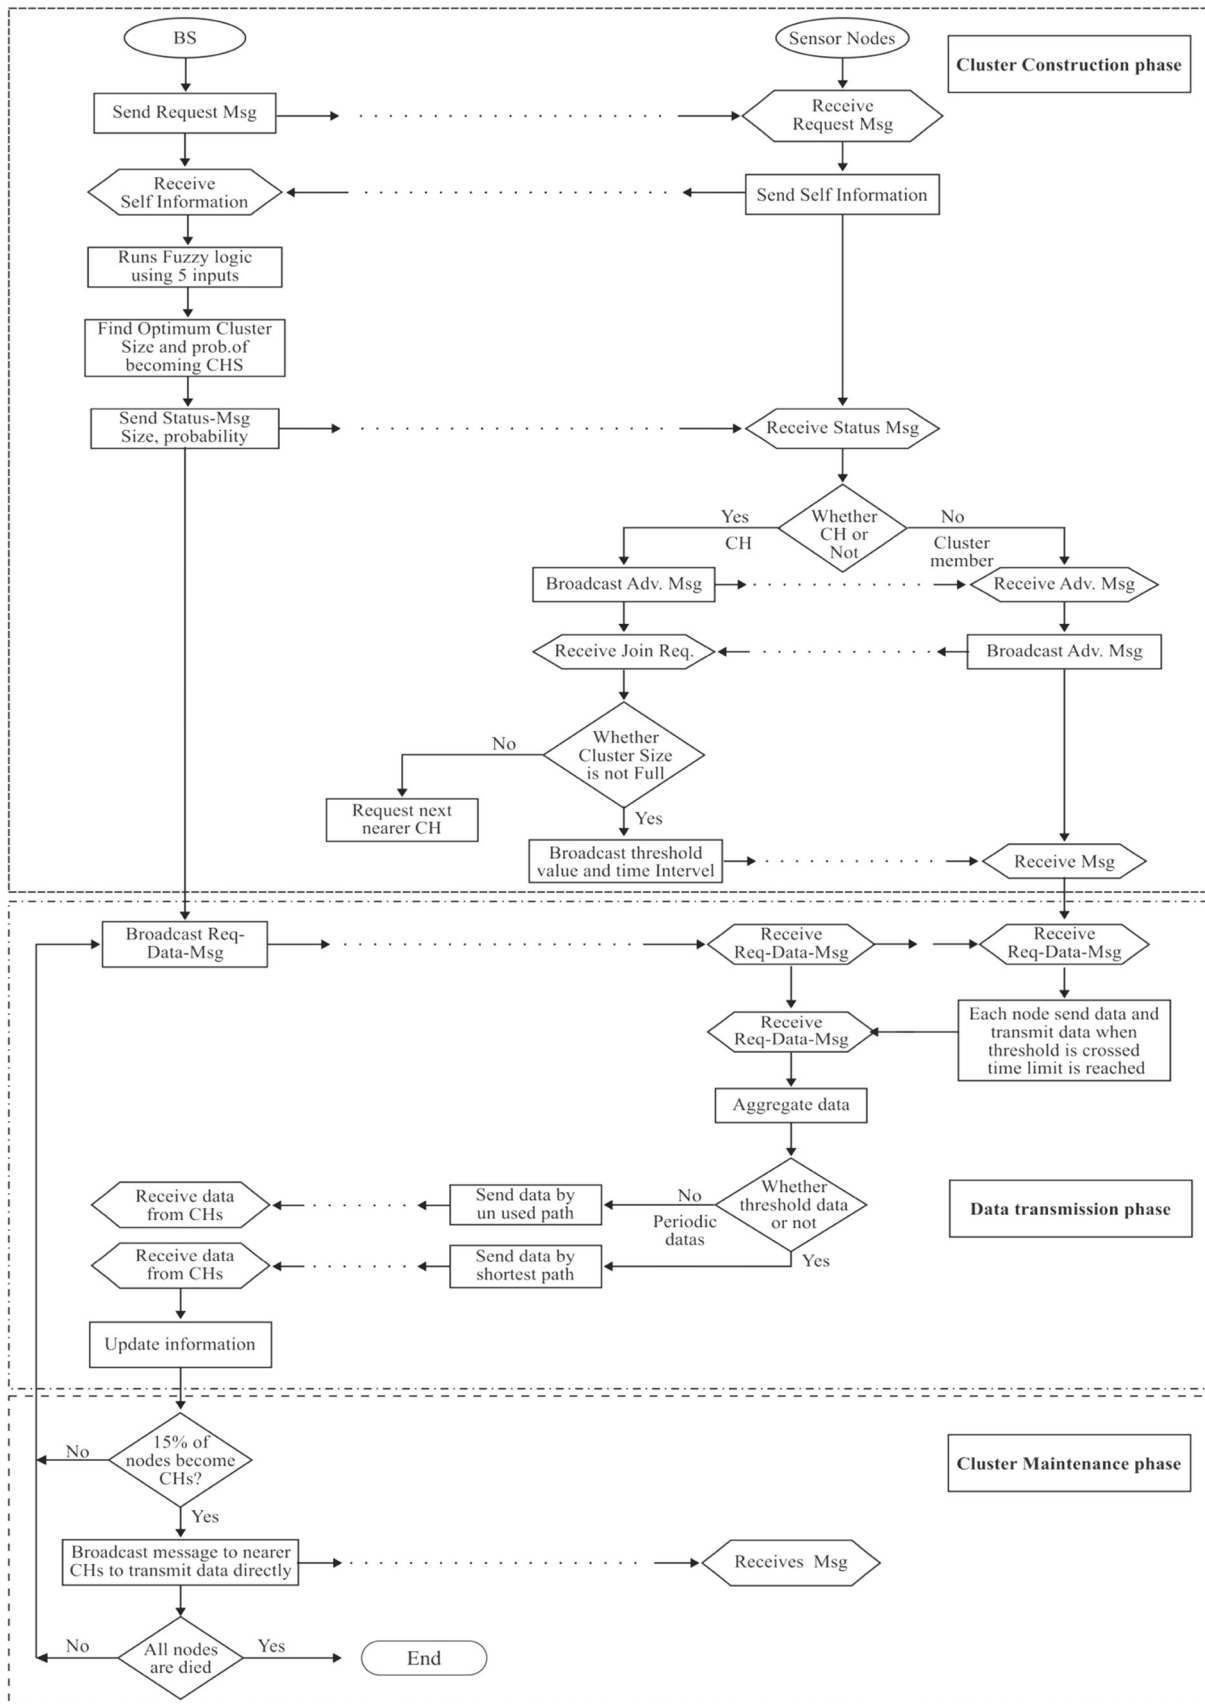 BS
Sensor Nodes
Cluster Construction phase
Send Request Msg
Receive
Request Msg
Receive
Self Information
Send Self Information
Runs Fuzzy logic
using 5 inputs
Find Optimum Cluster
Size and prob.of
becoming CHS
Send Status-Msg
Size, probability
Receive Status Msg
Whether
CH or
Not
Yes
CH
No
Cluster
member
Broadcast Adv. Msg
Receive Adv. Msg
Receive Join Req.
Broadcast Adv. Msg
Whether
Cluster Size
is not Full
No
Request next
nearer CH
Yes
Broadcast threshold
value and time Intervel
Receive Msg
Broadcast Req-
Data-Msg
Receive
Req-Data-Msg
Receive
Req-Data-Msg
Receive
Req-Data-Msg
Each node send data and
transmit data when
threshold is crossed
time limit is reached
Aggregate data
Whether
threshold data
or not
No
Periodic
datas
Yes
Send data by
un used path
Receive data
from CHs
Data transmission phase
Send data by
shortest path
Receive data
from CHs
Update information
15% of
nodes become
CHs?
No
Yes
Cluster Maintenance phase
Broadcast message to nearer
CHs to transmit data directly
Receives Msg
All nodes
are died
No
Yes
End